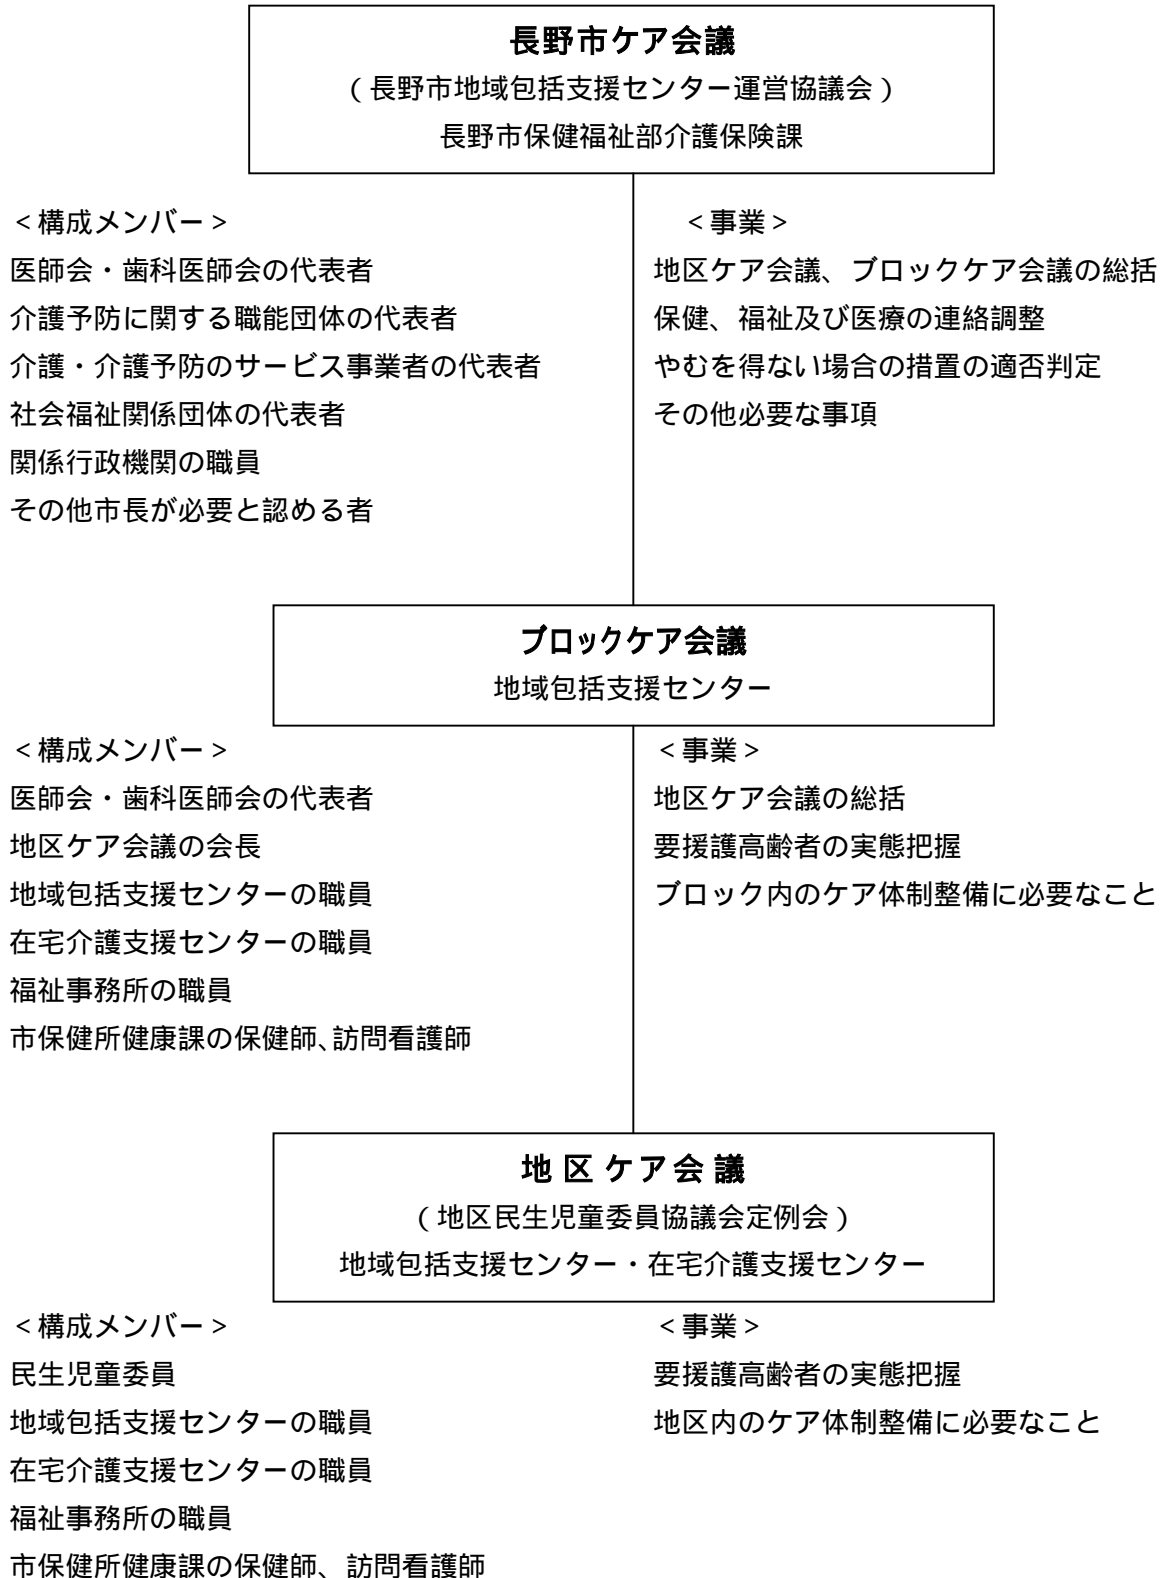 長野市ケア会議
（長野市地域包括支援センター運営協議会）
長野市保健福祉部介護保険課
＜構成メンバー＞
医師会・歯科医師会の代表者
介護予防に関する職能団体の代表者
介護・介護予防のサービス事業者の代表者
社会福祉関係団体の代表者
関係行政機関の職員
その他市長が必要と認める者
＜事業＞
地区ケア会議、ブロックケア会議の総括
保健、福祉及び医療の連絡調整
やむを得ない場合の措置の適否判定
その他必要な事項
ブロックケア会議
地域包括支援センター
＜構成メンバー＞
医師会・歯科医師会の代表者
地区ケア会議の会長
地域包括支援センターの職員
在宅介護支援センターの職員
福祉事務所の職員
市保健所健康課の保健師、訪問看護師
＜事業＞
地区ケア会議の総括
要援護高齢者の実態把握
ブロック内のケア体制整備に必要なこと
地区ケア会議
（地区民生児童委員協議会定例会）
地域包括支援センター・在宅介護支援センター
＜構成メンバー＞
民生児童委員
地域包括支援センターの職員
在宅介護支援センターの職員
福祉事務所の職員
市保健所健康課の保健師、訪問看護師
＜事業＞
要援護高齢者の実態把握
地区内のケア体制整備に必要なこと